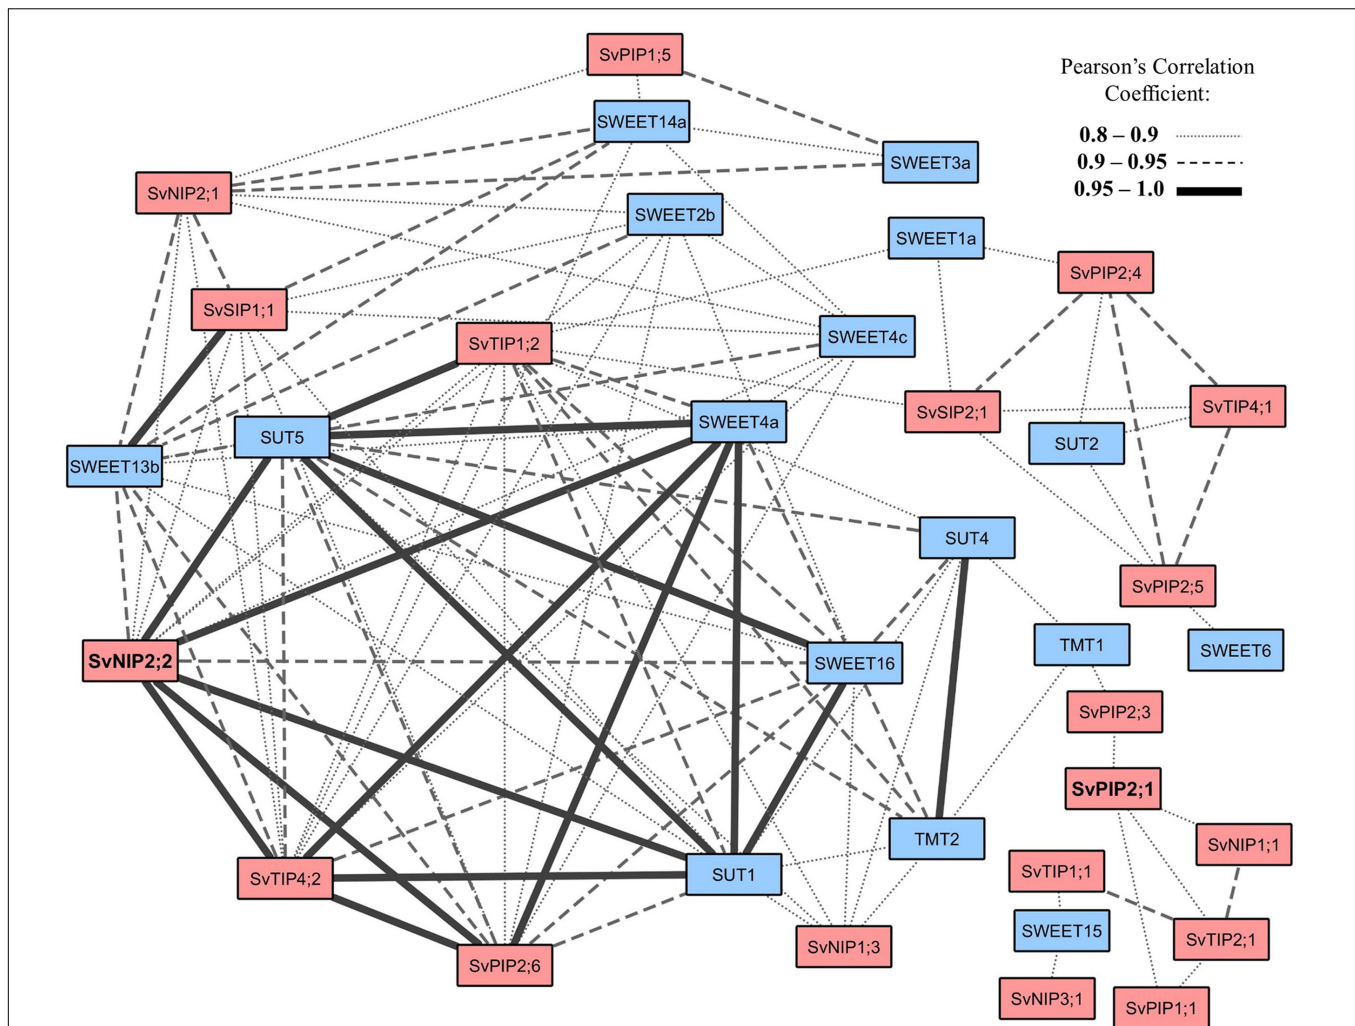 SvPIP1;5
Pearson's Correlation
Coefficient:
0.8 – 0.9
0.9 – 0.95
0.95 – 1.0
SWEET14a
SWEET3a
SvNIP2;1
SWEET2b
SWEET1a
SvPIP2;4
SvSIP1;1
SvTIP1;2
SWEET4c
SvSIP2;1
SvTIP4;1
SWEET4a
SUT5
SUT2
SWEET13b
SUT4
SvPIP2;5
TMT1
SWEET6
SvNIP2;2
SWEET16
SvPIP2;3
SvPIP2;1
TMT2
SvNIP1;1
SvTIP4;2
SUT1
SvTIP1;1
SWEET15
SvTIP2;1
SvNIP1;3
SvPIP2;6
SvNIP3;1
SvPIP1;1